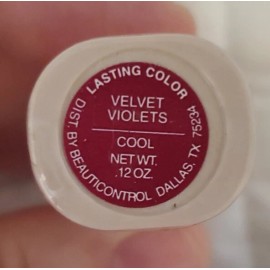 LASTING COLOR
VELVET
VIOLETS
COOL
NET WT.
.12 OZ.
DIST. BY BEAUTICONTROL DALLAS, TX 75234